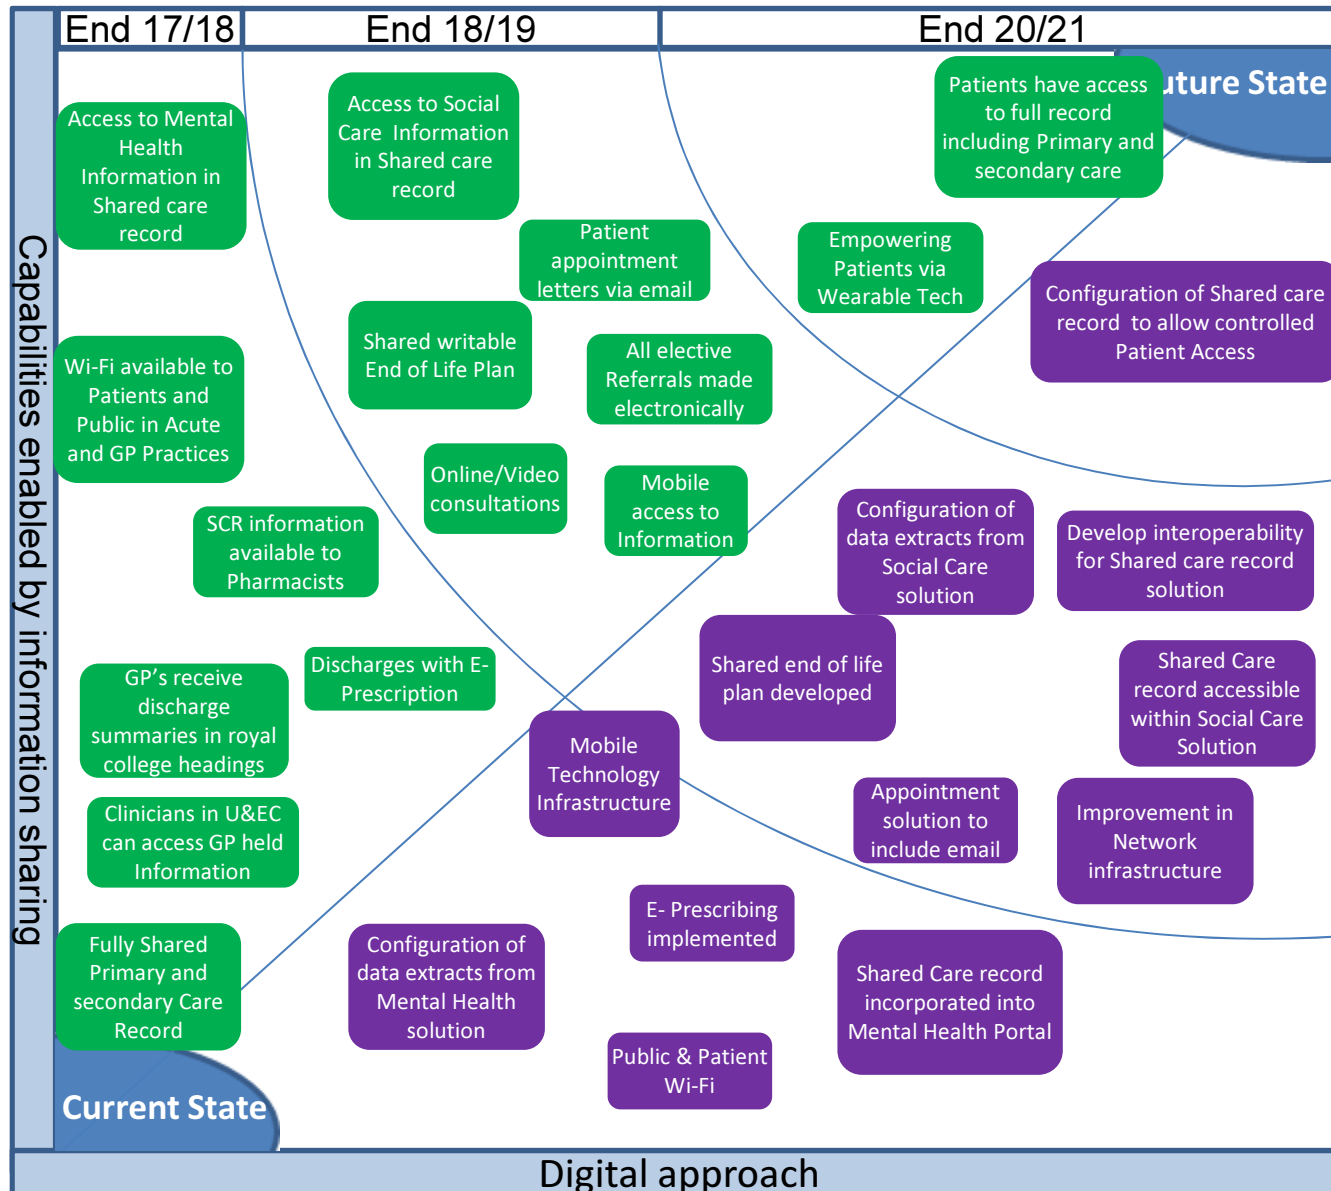 End 17/18
End 18/19
End 20/21
Capabilities enabled by information sharing
Access to Mental
Health
Information in
Shared care
record
Access to Social
Care Information
in Shared care
record
Patients have access
to full record
including Primary and
secondary care
uture State
Patient
appointment
letters via email
Empowering
Patients via
Wearable Tech
Configuration of Shared care
record to allow controlled
Patient Access
Wi-Fi available to
Patients and
Public in Acute
and GP Practices
Shared writable
End of Life Plan
All elective
Referrals made
electronically
Online/Video
consultations
Mobile
access to
Information
SCR information
available to
Pharmacists
Configuration of
data extracts from
Social Care
solution
Develop interoperability
for Shared care record
solution
Discharges with E-
Prescription
Shared end of life
plan developed
Shared Care
record accessible
within Social Care
Solution
GP's receive
discharge
summaries in royal
college headings
Mobile
Technology
Infrastructure
Appointment
solution to
include email
Improvement in
Network
infrastructure
Clinicians in U&EC
can access GP held
Information
E- Prescribing
implemented
Fully Shared
Primary and
secondary Care
Record
Configuration of
data extracts from
Mental Health
solution
Shared Care record
incorporated into
Mental Health Portal
Public & Patient
Wi-Fi
Current State
Digital approach